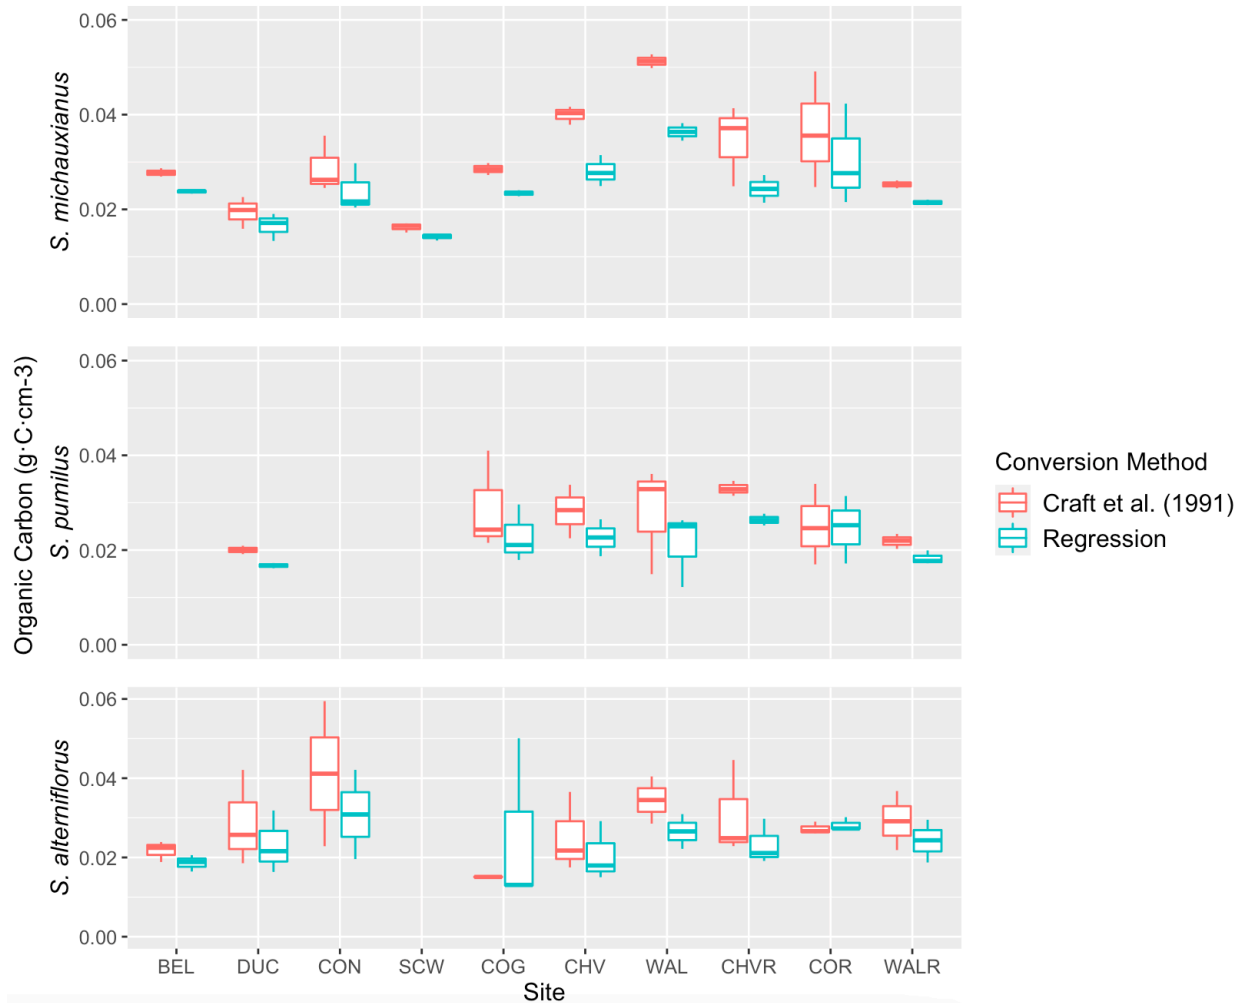 0.06
0.04
0.02
0.00
S. michauxianus
0.06
0.04
0.02
0.00
S. pumilus
0.06
0.04
0.02
0.00
S. alterniflorus
Organic Carbon (g·C·cm-3)
BEL DUC CON SCW COG CHV WAL CHVR COR WALR
Site
Conversion Method
Craft et al. (1991)
Regression